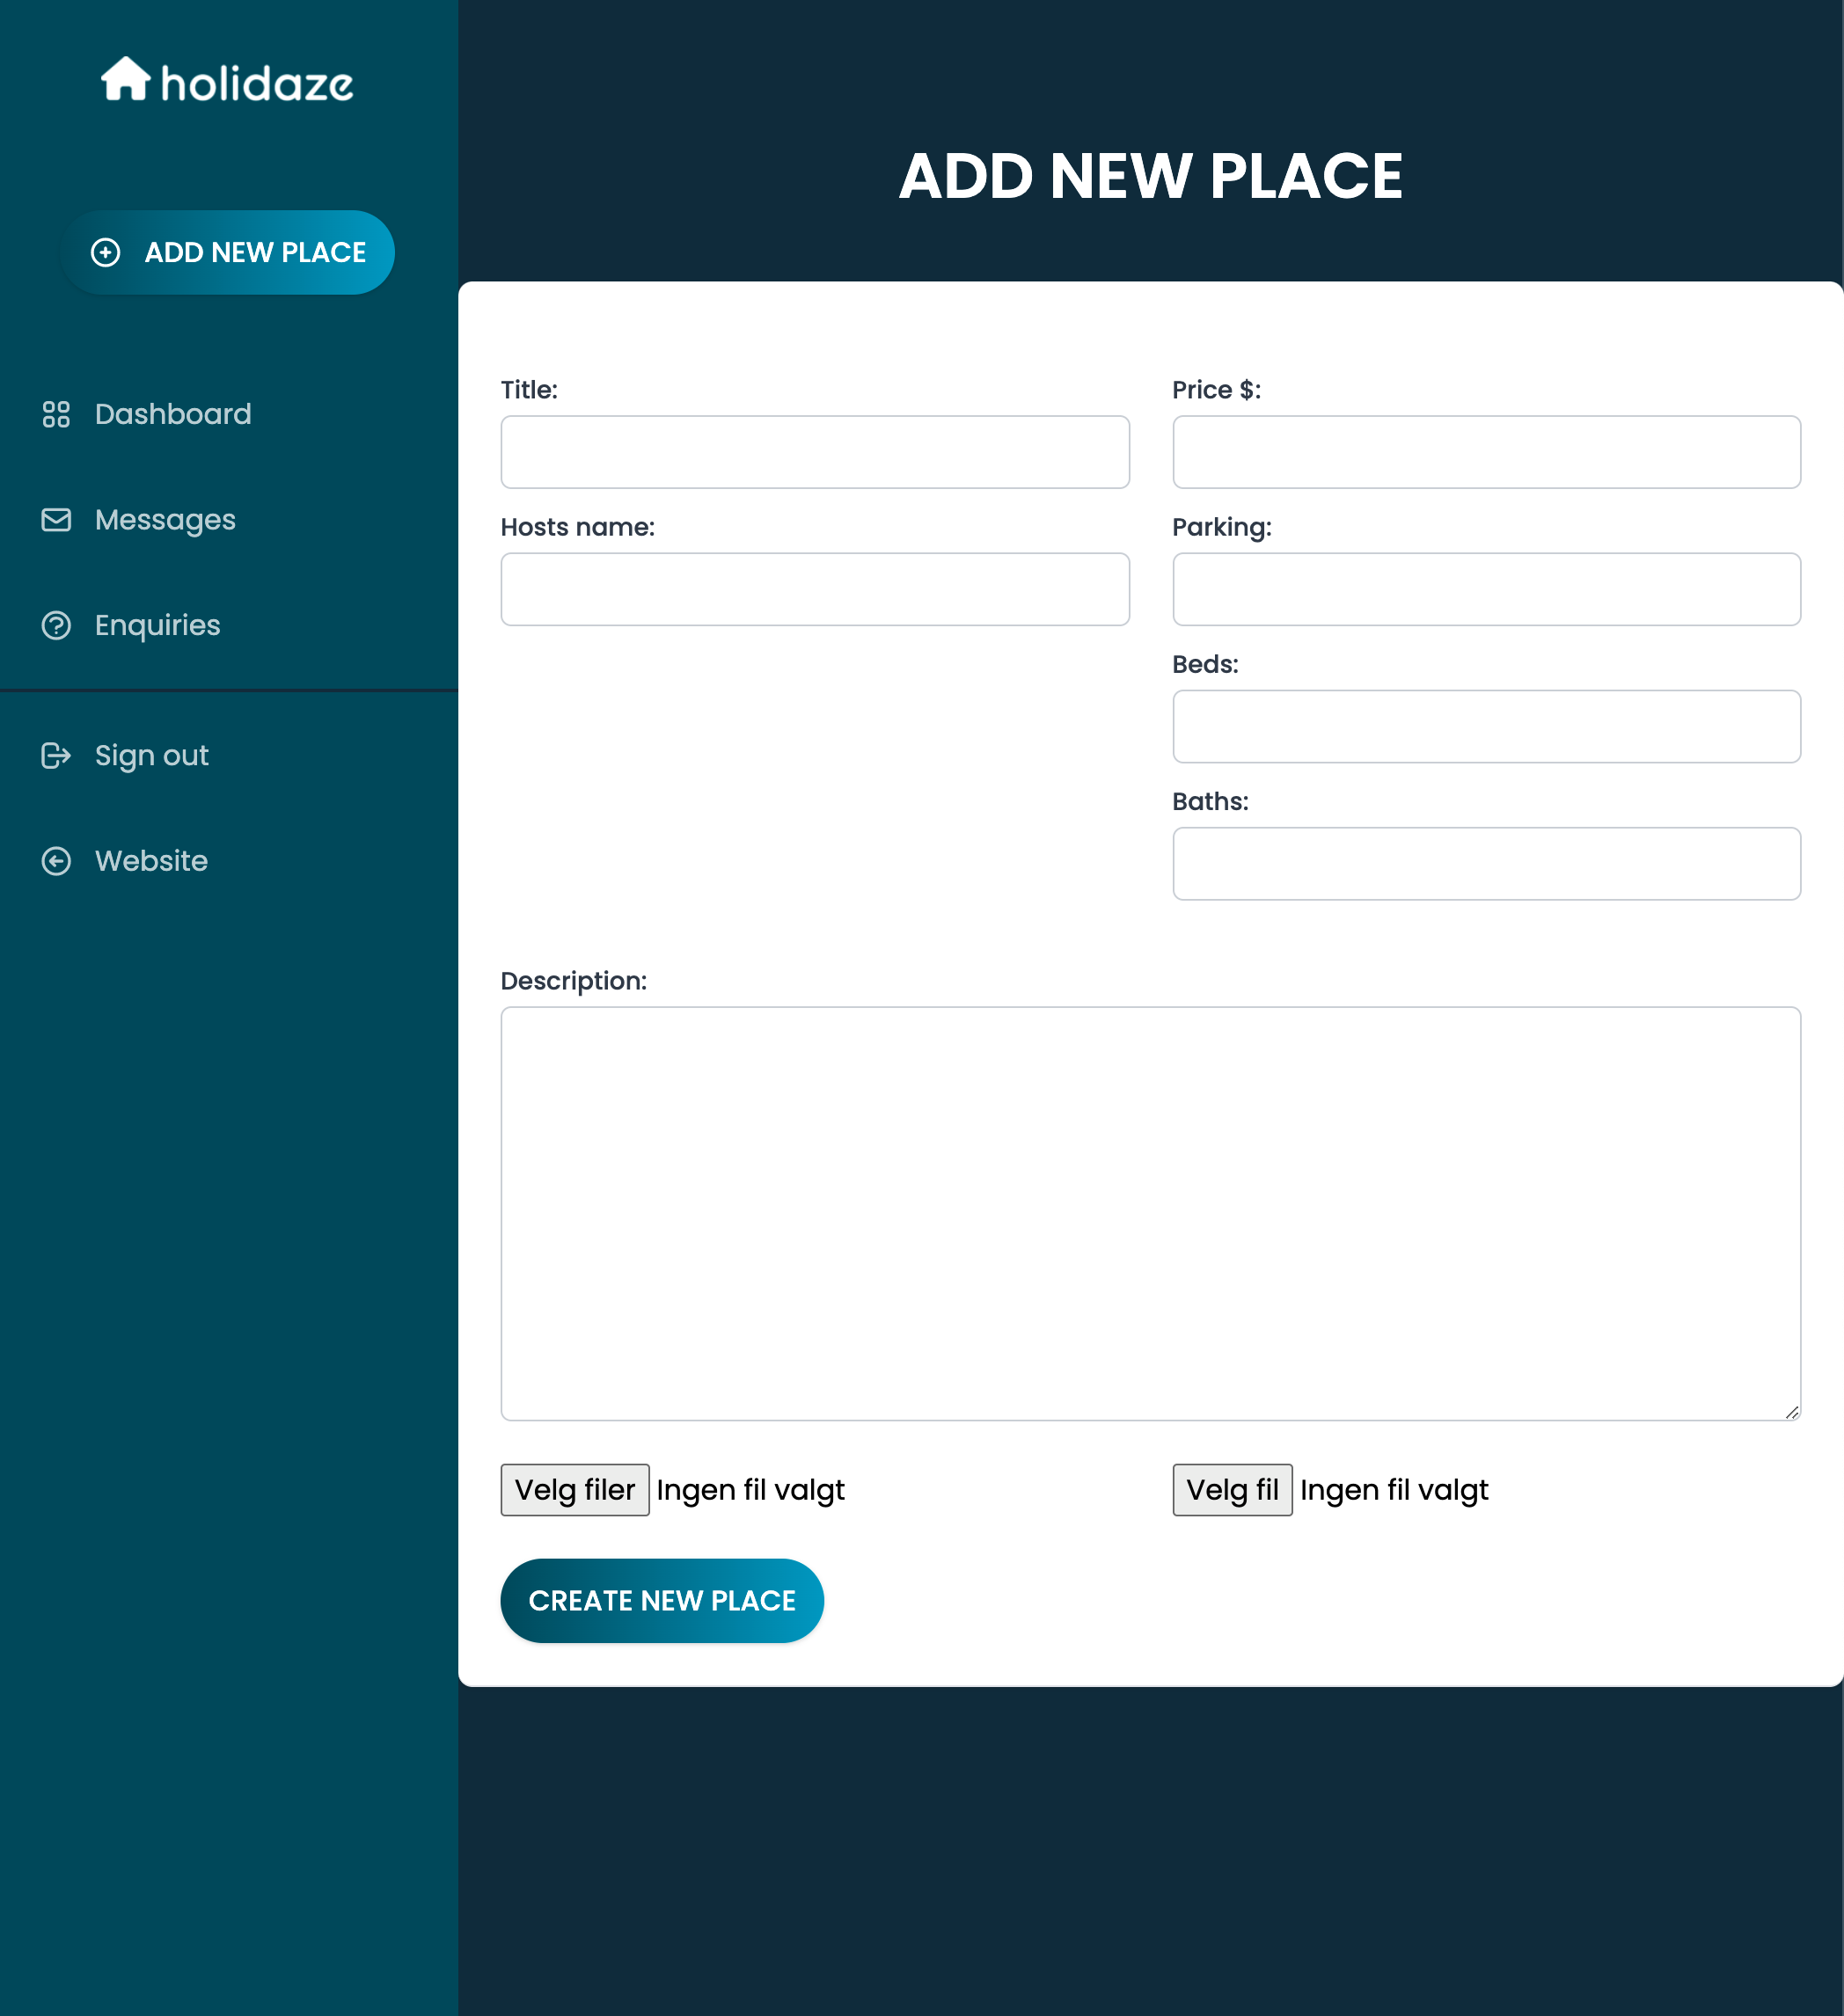 holidaze
ADD NEW PLACE
Dashboard
Messages
Enquiries
Sign out
Website
ADD NEW PLACE
Title:
Price $:
Hosts name:
Parking:
Beds:
Baths:
Description:
Velg filer Ingen fil valgt
Velg fil Ingen fil valgt
CREATE NEW PLACE